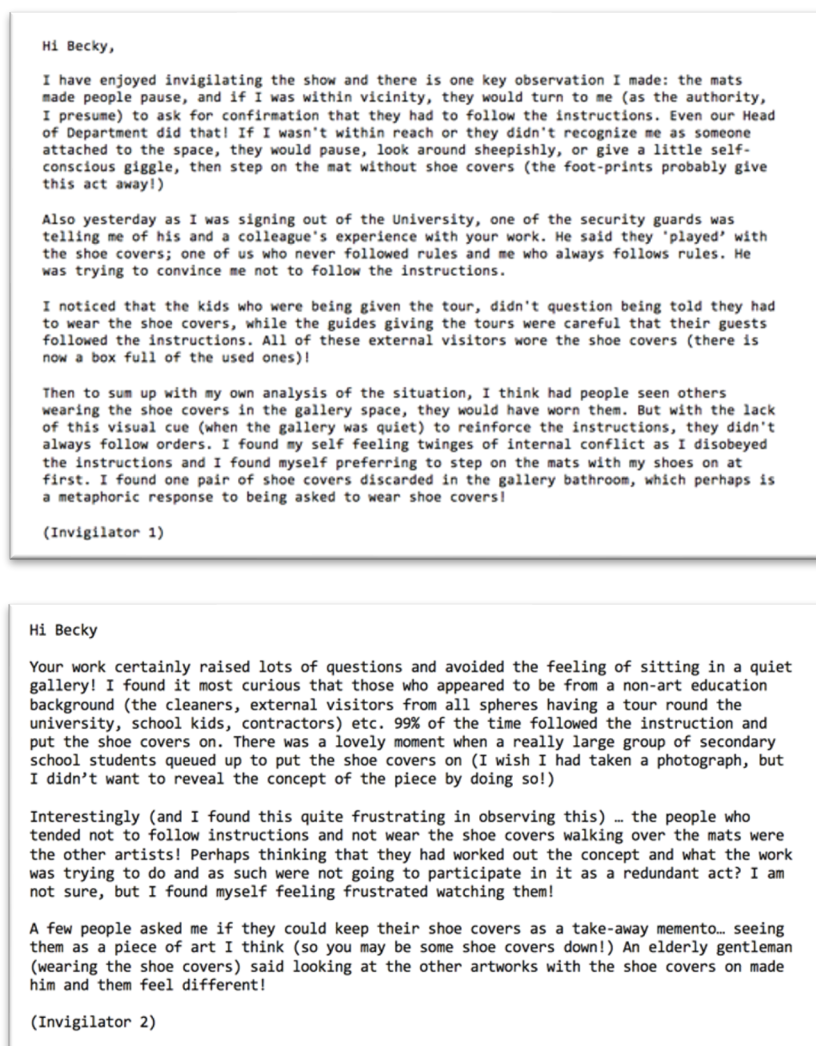 Hi Becky,
I have enjoyed invigilating the show and there is one key observation I made: the mats
made people pause, and if I was within vicinity, they would turn to me (as the authority,
I presume) to ask for confirmation that they had to follow the instructions. Even our Head
of Department did that! If I wasn't within reach or they didn't recognize me as someone
attached to the space, they would pause, look around sheepishly, or give a little self-
conscious giggle, then step on the mat without shoe covers (the foot-prints probably give
this act away!)
Also yesterday as I was signing out of the University, one of the security guards was
telling me of his and a colleague's experience with your work. He said they 'played' with
the shoe covers; one of us who never followed rules and me who always follows rules. He
was trying to convince me not to follow the instructions.
I noticed that the kids who were being given the tour, didn't question being told they had
to wear the shoe covers, while the guides giving the tours were careful that their guests
followed the instructions. All of these external visitors wore the shoe covers (there is
now a box full of the used ones)!
Then to sum up with my own analysis of the situation, I think had people seen others
wearing the shoe covers in the gallery space, they would have worn them. But with the lack
of this visual cue (when the gallery was quiet) to reinforce the instructions, they didn't
always follow orders. I found my self feeling twinges of internal conflict as I disobeyed
the instructions and I found myself preferring to step on the mats with my shoes on at
first. I found one pair of shoe covers discarded in the gallery bathroom, which perhaps is
a metaphoric response to being asked to wear shoe covers!
(Invigilator 1)
Hi Becky
Your work certainly raised lots of questions and avoided the feeling of sitting in a quiet
gallery! I found it most curious that those who appeared to be from a non-art education
background (the cleaners, external visitors from all spheres having a tour round the
university, school kids, contractors) etc. 99% of the time followed the instruction and
put the shoe covers on. There was a lovely moment when a really large group of secondary
school students queued up to put the shoe covers on (I wish I had taken a photograph, but
I didn't want to reveal the concept of the piece by doing so!)
Interestingly (and I found this quite frustrating in observing this) … the people who
tended not to follow instructions and not wear the shoe covers walking over the mats were
the other artists! Perhaps thinking that they had worked out the concept and what the work
was trying to do and as such were not going to participate in it as a redundant act? I am
not sure, but I found myself feeling frustrated watching them!
A few people asked me if they could keep their shoe covers as a take-away memento… seeing
them as a piece of art I think (so you may be some shoe covers down!) An elderly gentleman
(wearing the shoe covers) said looking at the other artworks with the shoe covers on made
him and them feel different!
(Invigilator 2)